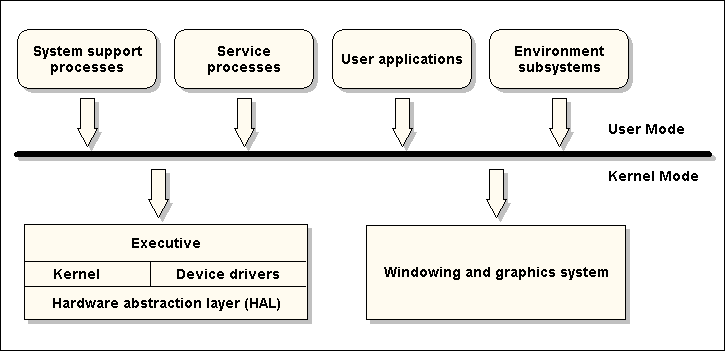 System support
processes
Service
processes
User applications
Environment
subsystems
User Mode
Kernel Mode
Executive
Kernel
Device drivers
Hardware abstraction layer (HAL)
Windowing and graphics system